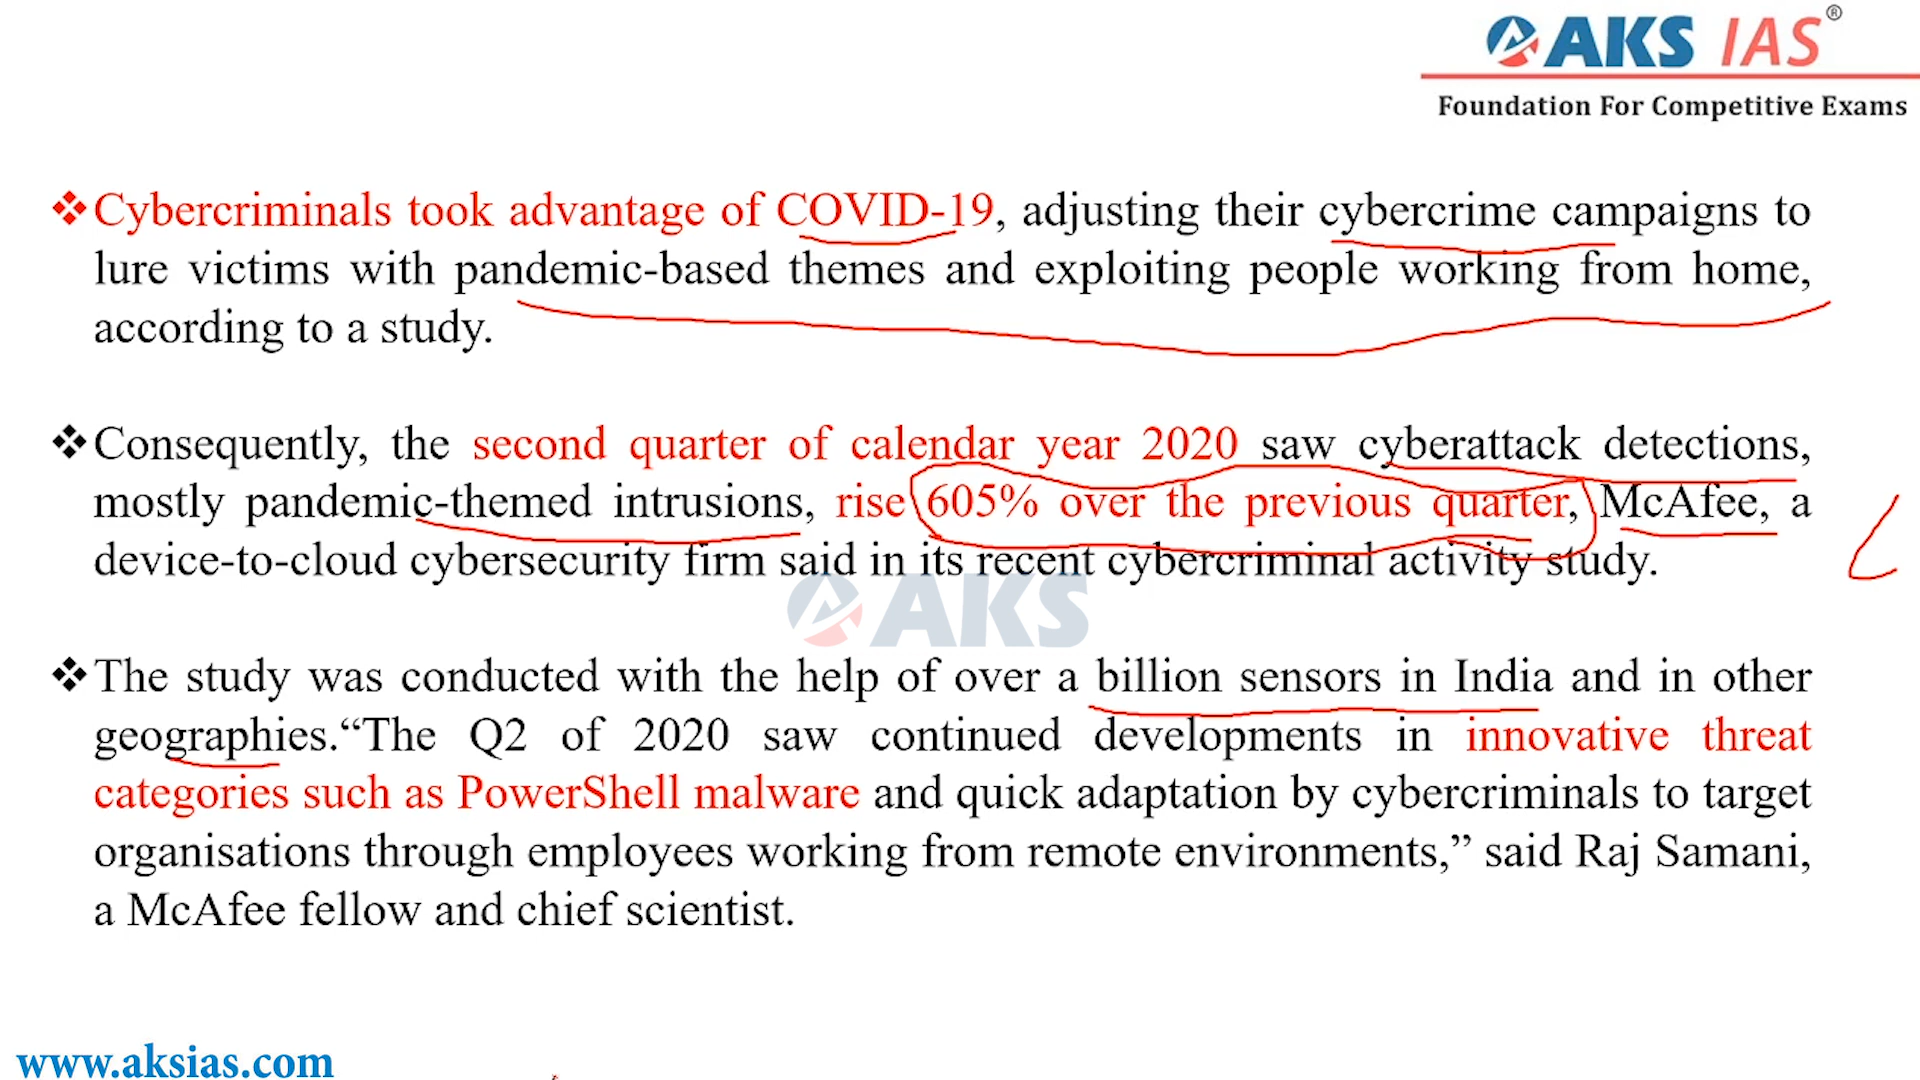 AKS IAS®
Foundation For Competitive Exams
❖Cybercriminals took advantage of COVID-19, adjusting their cybercrime campaigns to
lure victims with pandemic-based themes and exploiting people working from home,
according to a study.
❖Consequently, the second quarter of calendar year 2020 saw cyberattack detections,
mostly pandemic-themed intrusions, rise 605% over the previous quarter, McAfee, a
device-to-cloud cybersecurity firm said in its recent cybercriminal activity study.
AKS
❖The study was conducted with the help of over a billion sensors in India and in other
geographies.“The Q2 of 2020 saw continued developments in innovative threat
categories such as PowerShell malware and quick adaptation by cybercriminals to target
organisations through employees working from remote environments,” said Raj Samani,
a McAfee fellow and chief scientist.
www.aksias.com